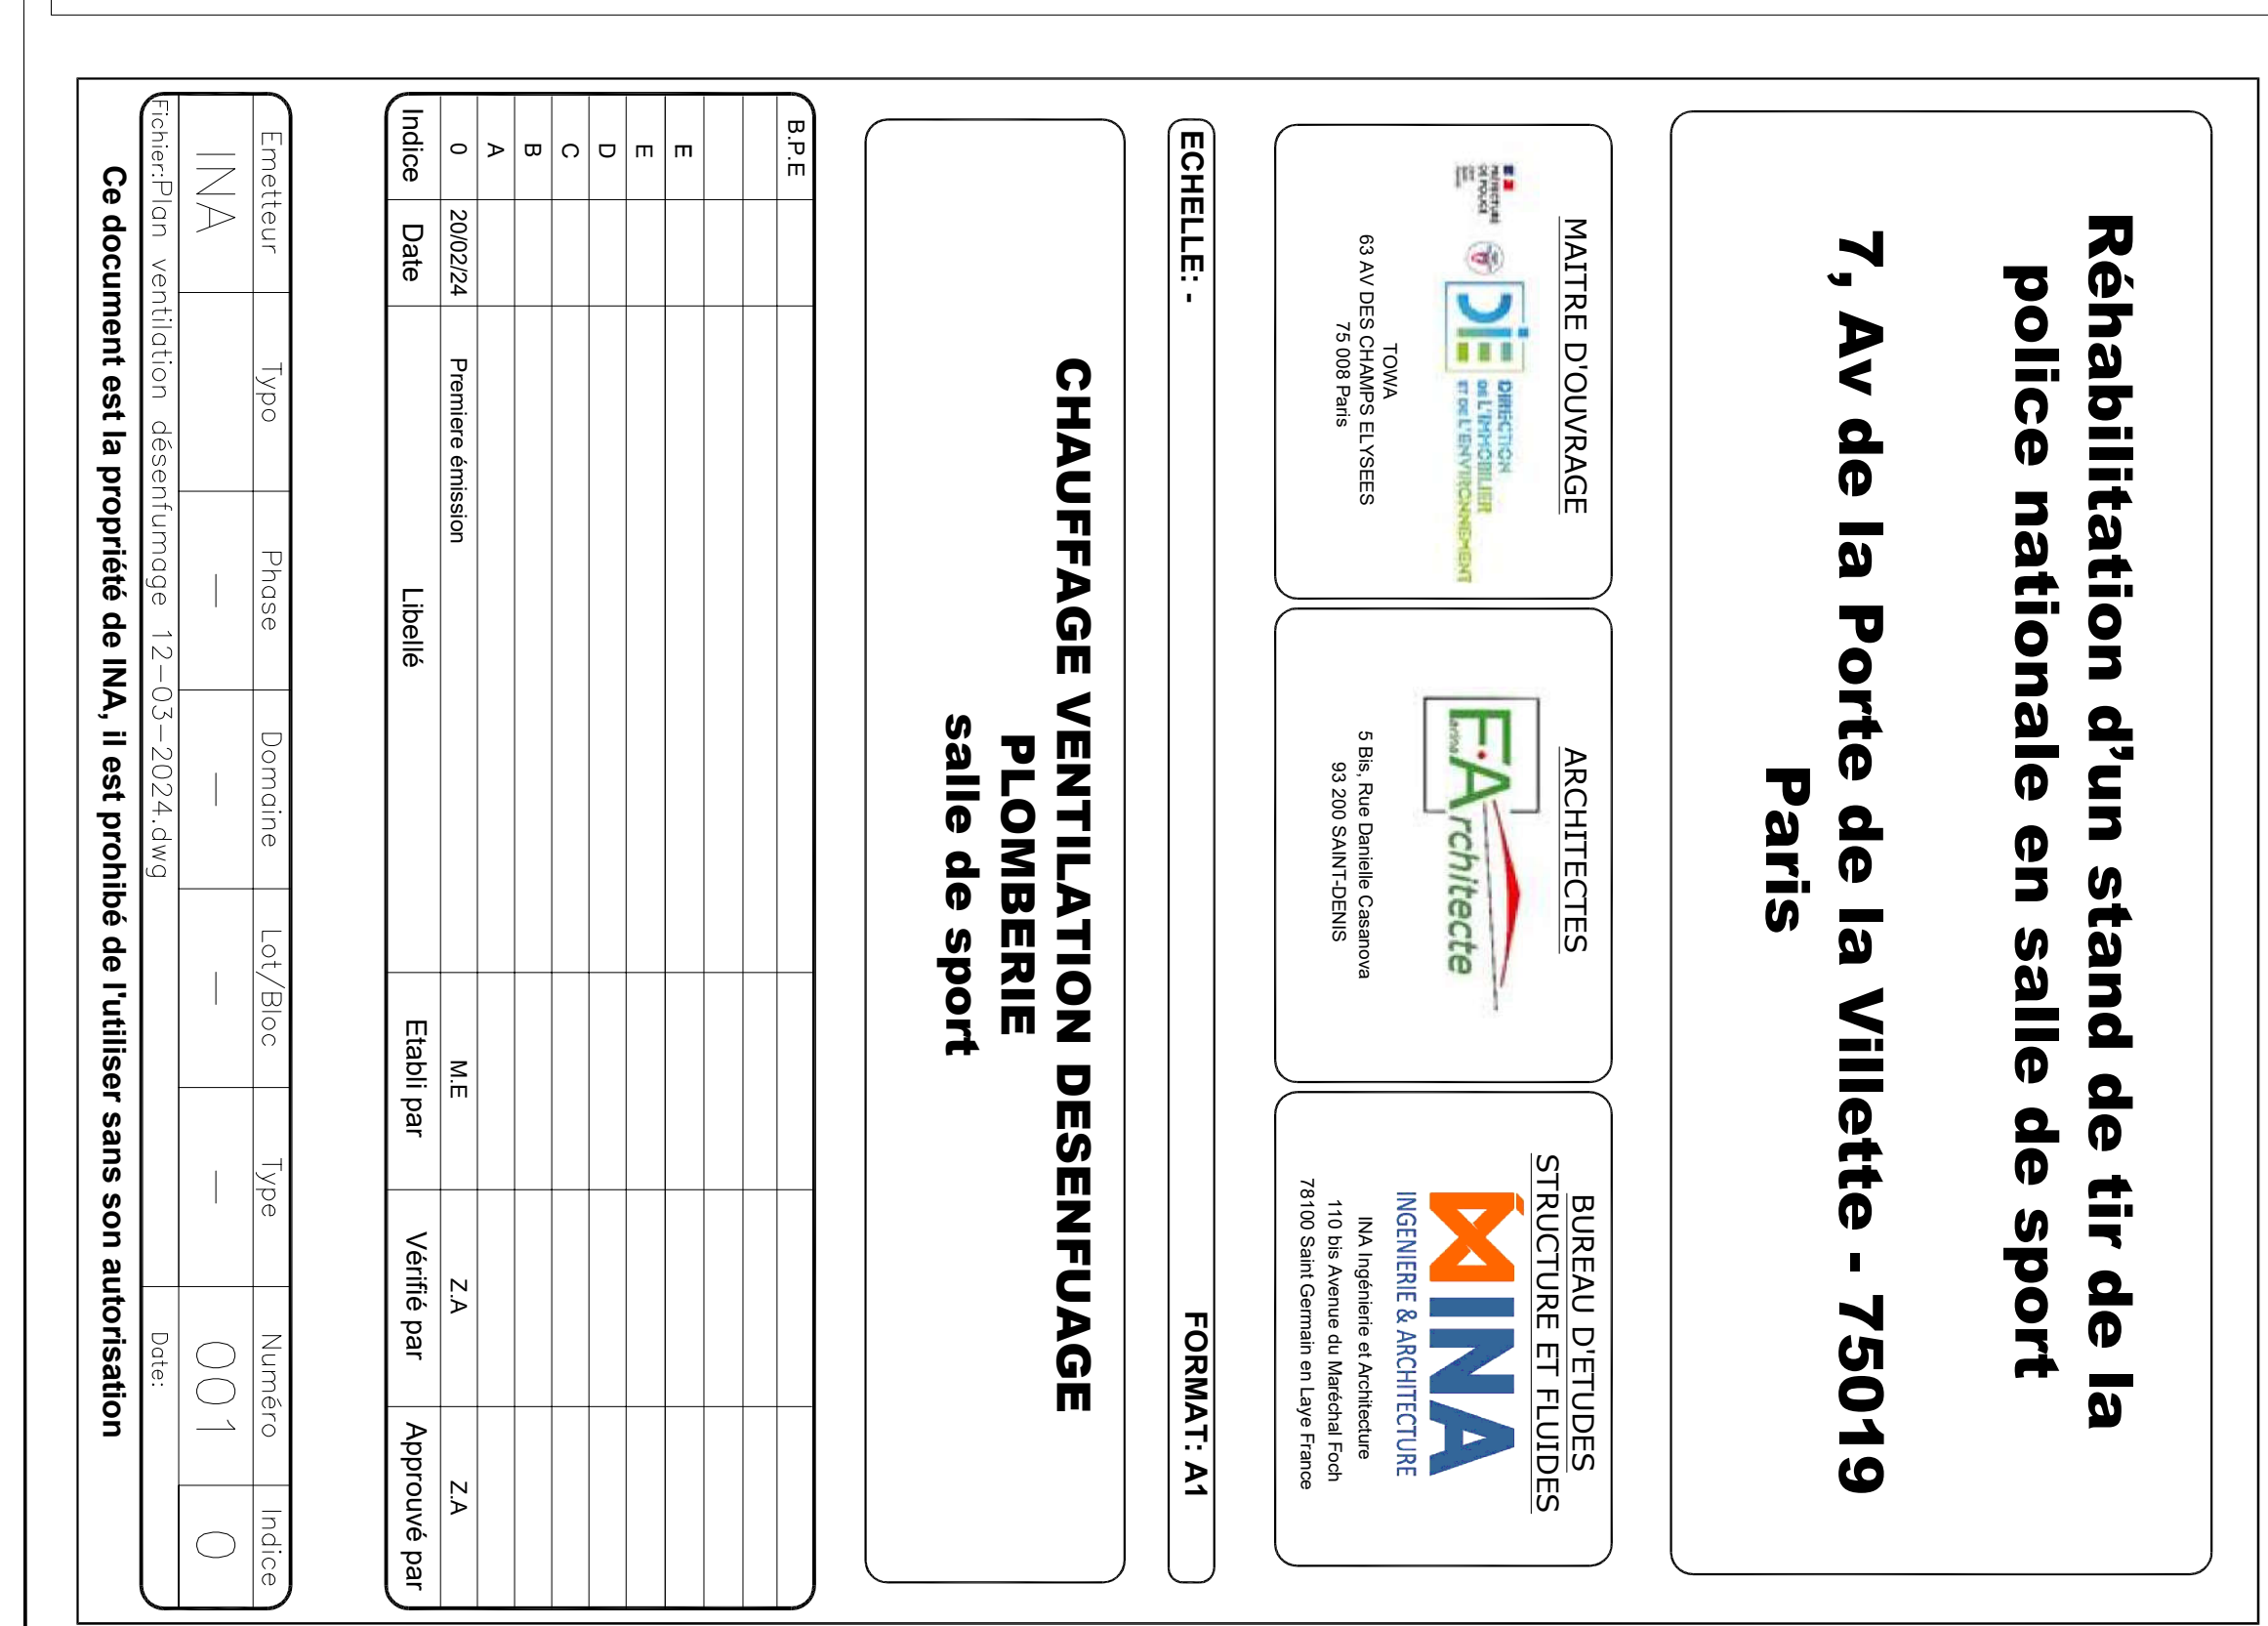 Réhabilitation d'un stand de tir de la
police nationale en salle de sport
7, Av de la Porte de la Villette - 75019
Paris
MAITRE D'OUVRAGE
PRÉFECTURE
DE POLICE
DiE
DIRECTION
DE L'IMMOBILIER
ET DE L'ENVIRONNEMENT
TOWA
63 AV DES CHAMPS ELYSEES
75 008 Paris
ARCHITECTES
F.Architecte
arina
5 Bis, Rue Danielle Casanova
93 200 SAINT-DENIS
BUREAU D'ETUDES
STRUCTURE ET FLUIDES
INA
INGENIERIE & ARCHITECTURE
INA Ingénierie et Architecture
110 bis Avenue du Maréchal Foch
78100 Saint Germain en Laye France
ECHELLE: - FORMAT: A1
CHAUFFAGE VENTILATION DESENFUAGE
PLOMBERIE
salle de sport
B.P.E
E
E
D
C
B
A
0 20/02/24 Premiere émission M.E Z.A Z.A
Indice Date Libellé Etabli par Vérifié par Approuvé par
Emetteur Typo Phase Domaine Lot/Bloc Type Numéro Indice
INA - - - - 001 0
Fichier:Plan ventilation désenfumage 12-03-2024.dwg Date:
Ce document est la propriété de INA, il est prohibé de l'utiliser sans son autorisation